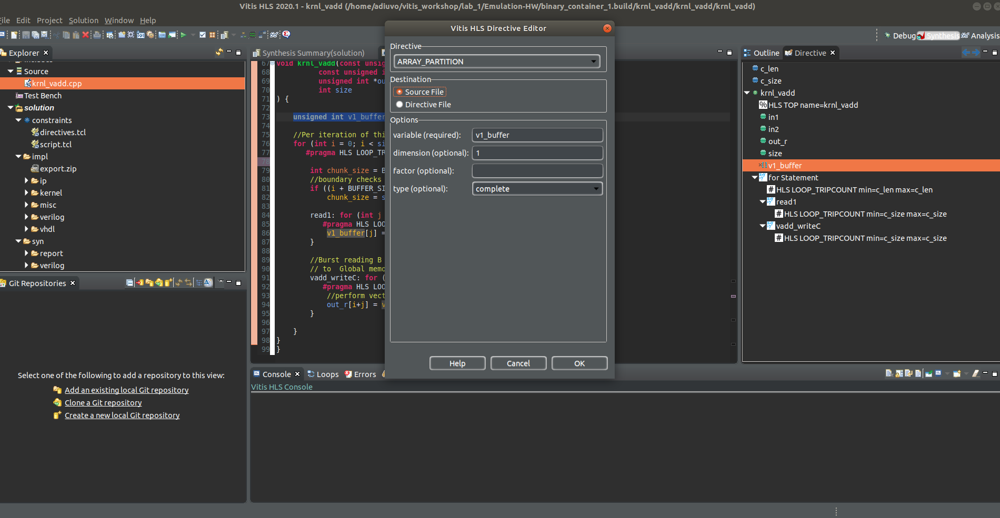 Vitis HLS 2020.1 - krnl_vadd (/home/adiuvo/vitis_workshop/lab_1/Emulation-HW/binary_container_1.build/krnl_vadd/krnl_vadd/krnl_vadd)
File Edit Project Solution Window Help
Debug Synthesis Analysis
Explorer
Source
krnl_vadd.cpp
Test Bench
solution
constraints
directives.tcl
script.tcl
impl
export.zip
ip
kernel
misc
verilog
vhdl
syn
report
verilog
Git Repositories
Select one of the following to add a repository to this view:
Add an existing local Git repository
Clone a Git repository
Create a new local Git repository
Synthesis Summary(solution)
67 void krnl_vadd(const unsig
68 const unsigned i
69 unsigned int *ou
70 int size
71 ) {
72
73 unsigned int v1_buffer
74
75 //Per iteration of thi
76 for (int i = 0; i < si
77 #pragma HLS LOOP_TR
78
79 int chunk_size = B
80 //boundary checks
81 if ((i + BUFFER_SI
82 chunk_size = s
83
84 read1: for (int j
85 #pragma HLS LOO
86 v1_buffer[j] =
87 }
88
89 //Burst reading B
90 // to Global memo
91 vadd_writeC: for (
92 #pragma HLS LOO
93 //perform vect
94 out_r[i+j] = v
95 }
96
97 }
98 }
99 }
Vitis HLS Directive Editor
Directive
ARRAY_PARTITION
Destination
Source File
Directive File
Options
variable (required): v1_buffer
dimension (optional): 1
factor (optional):
type (optional): complete
Help Cancel OK
Outline Directive
c_len
c_size
krnl_vadd
% HLS TOP name=krnl_vadd
in1
in2
out_r
size
v1_buffer
for Statement
# HLS LOOP_TRIPCOUNT min=c_len max=c_len
read1
# HLS LOOP_TRIPCOUNT min=c_size max=c_size
vadd_writeC
# HLS LOOP_TRIPCOUNT min=c_size max=c_size
Console Loops Errors
Vitis HLS Console